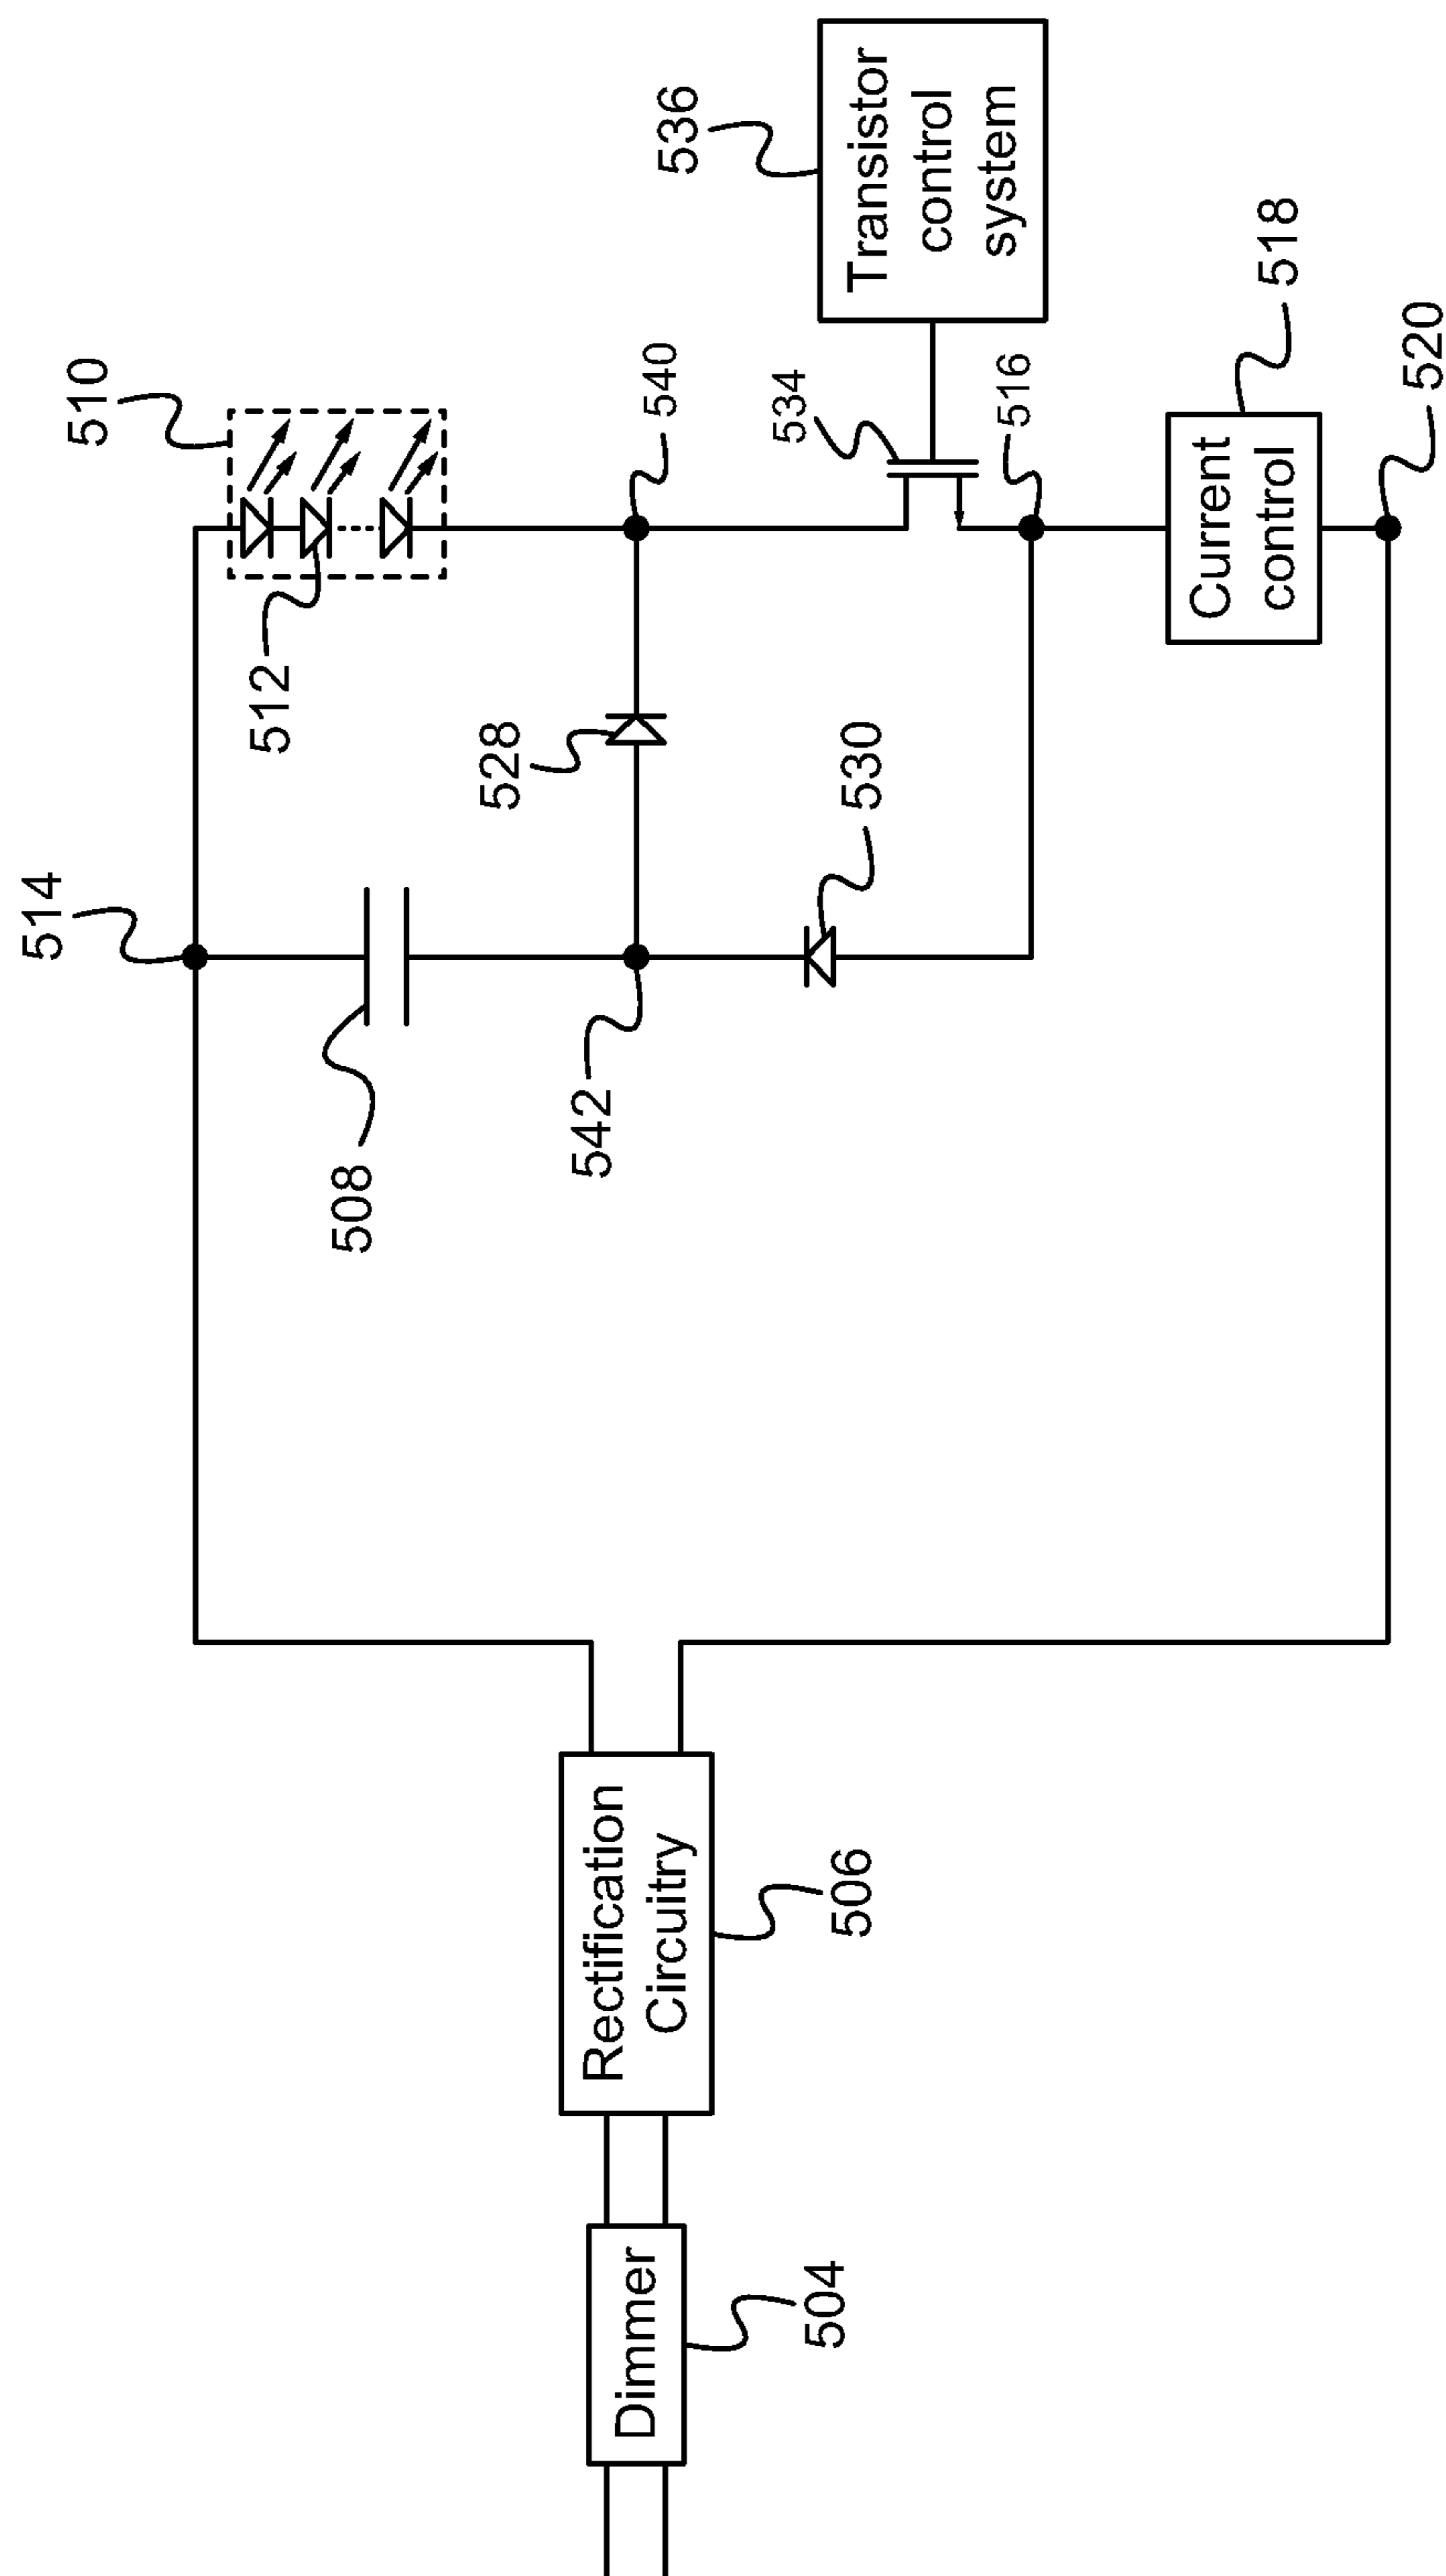 514
510
512
508
528
540
542
530
534
536
Transistor
control
system
516
518
Current
control
520
Rectification
Circuitry
506
Dimmer
504